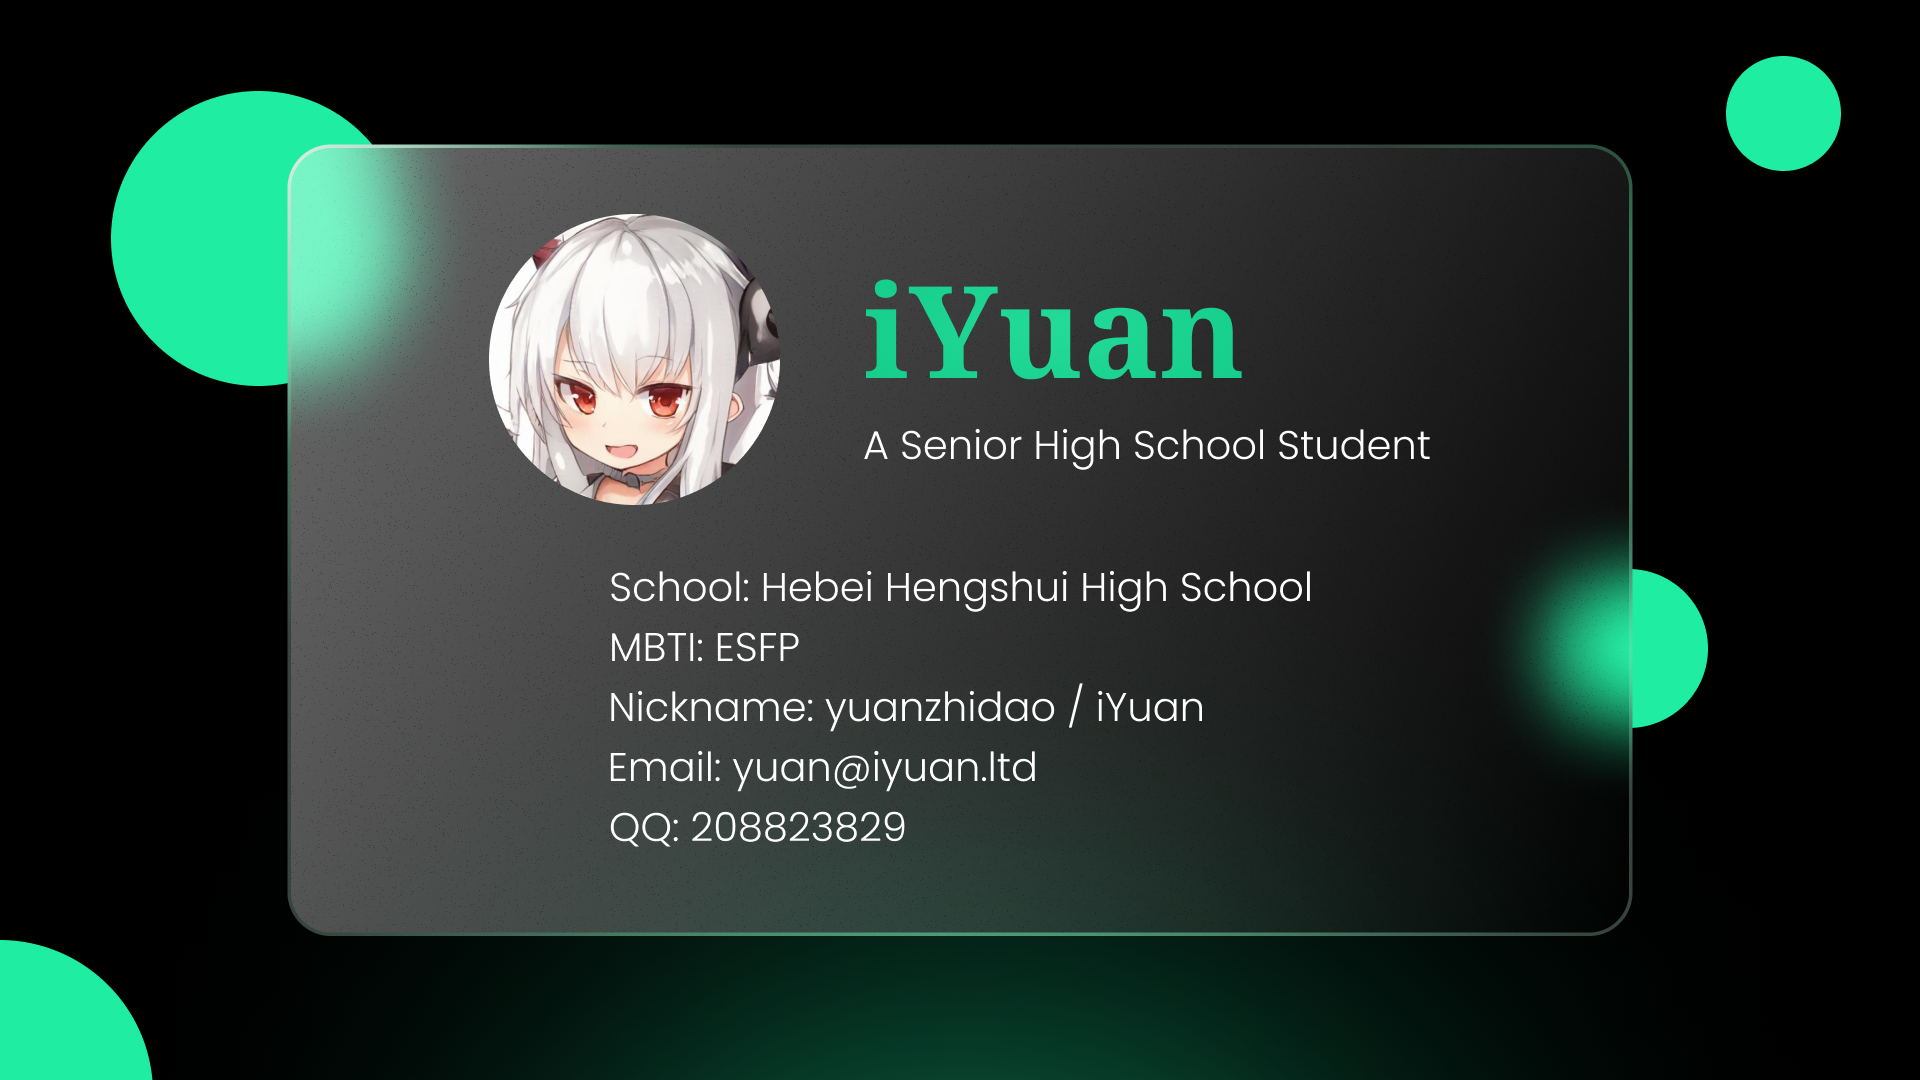 iYuan
A Senior High School Student
School: Hebei Hengshui High School
MBTI: ESFP
Nickname: yuanzhidao / iYuan
Email: yuan@iyuan.ltd
QQ: 208823829